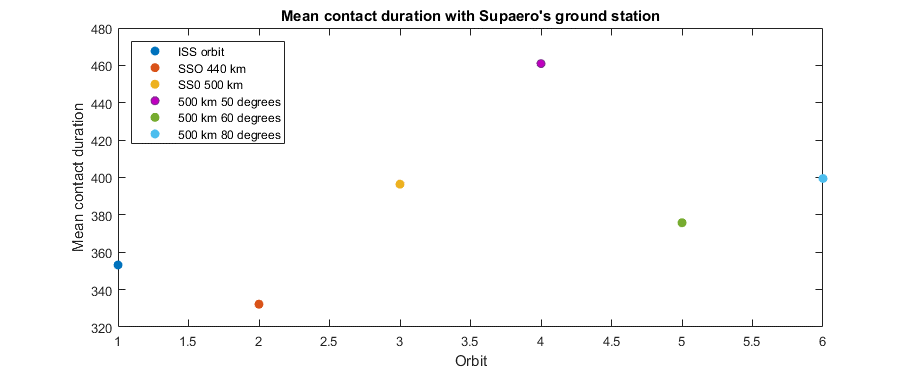 Mean contact duration with Supaero's ground station
480
460
440
420
400
380
360
340
320
Mean contact duration
ISS orbit
SSO 440 km
SS0 500 km
500 km 50 degrees
500 km 60 degrees
500 km 80 degrees
1 1.5 2 2.5 3 3.5 4 4.5 5 5.5 6
Orbit